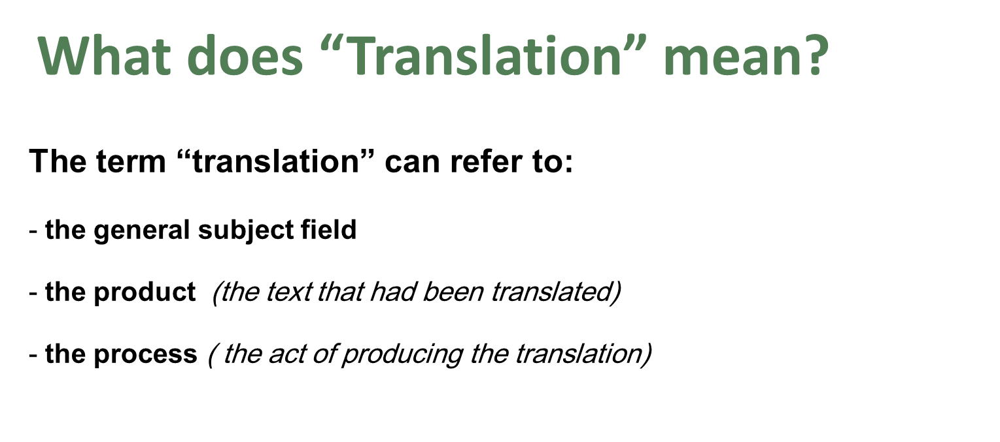 What does “Translation” mean?
The term “translation” can refer to:
- the general subject field
- the product  (the text that had been translated)
- the process ( the act of producing the translation)